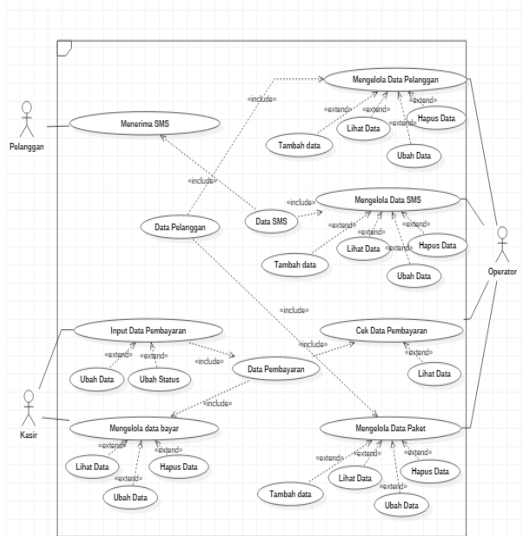 Mengelola Data Pelanggan
«include»
«extend»
«extend»
«extend»
«extend»
Hapus Data
Lihat Data
Tambah data
Ubah Data
Menerima SMS
Pelanggan
«include»
Mengelola Data SMS
«include»
Data SMS
Data Pelanggan
«extend»
«extend»
«extend»
«extend»
Hapus Data
Lihat Data
Tambah data
Ubah Data
Operator
«include»
Input Data Pembayaran
Cek Data Pembayaran
«extend»
«extend»
«include»
«include»
Data Pembayaran
«extend»
Ubah Data
Ubah Status
Lihat Data
«include»
Kasir
Mengelola data bayar
Mengelola Data Paket
«extend»
«extend»
«extend»
Lihat Data
Hapus Data
Ubah Data
«extend»
«extend»
«extend»
«extend»
Hapus Data
Lihat Data
Tambah data
Ubah Data